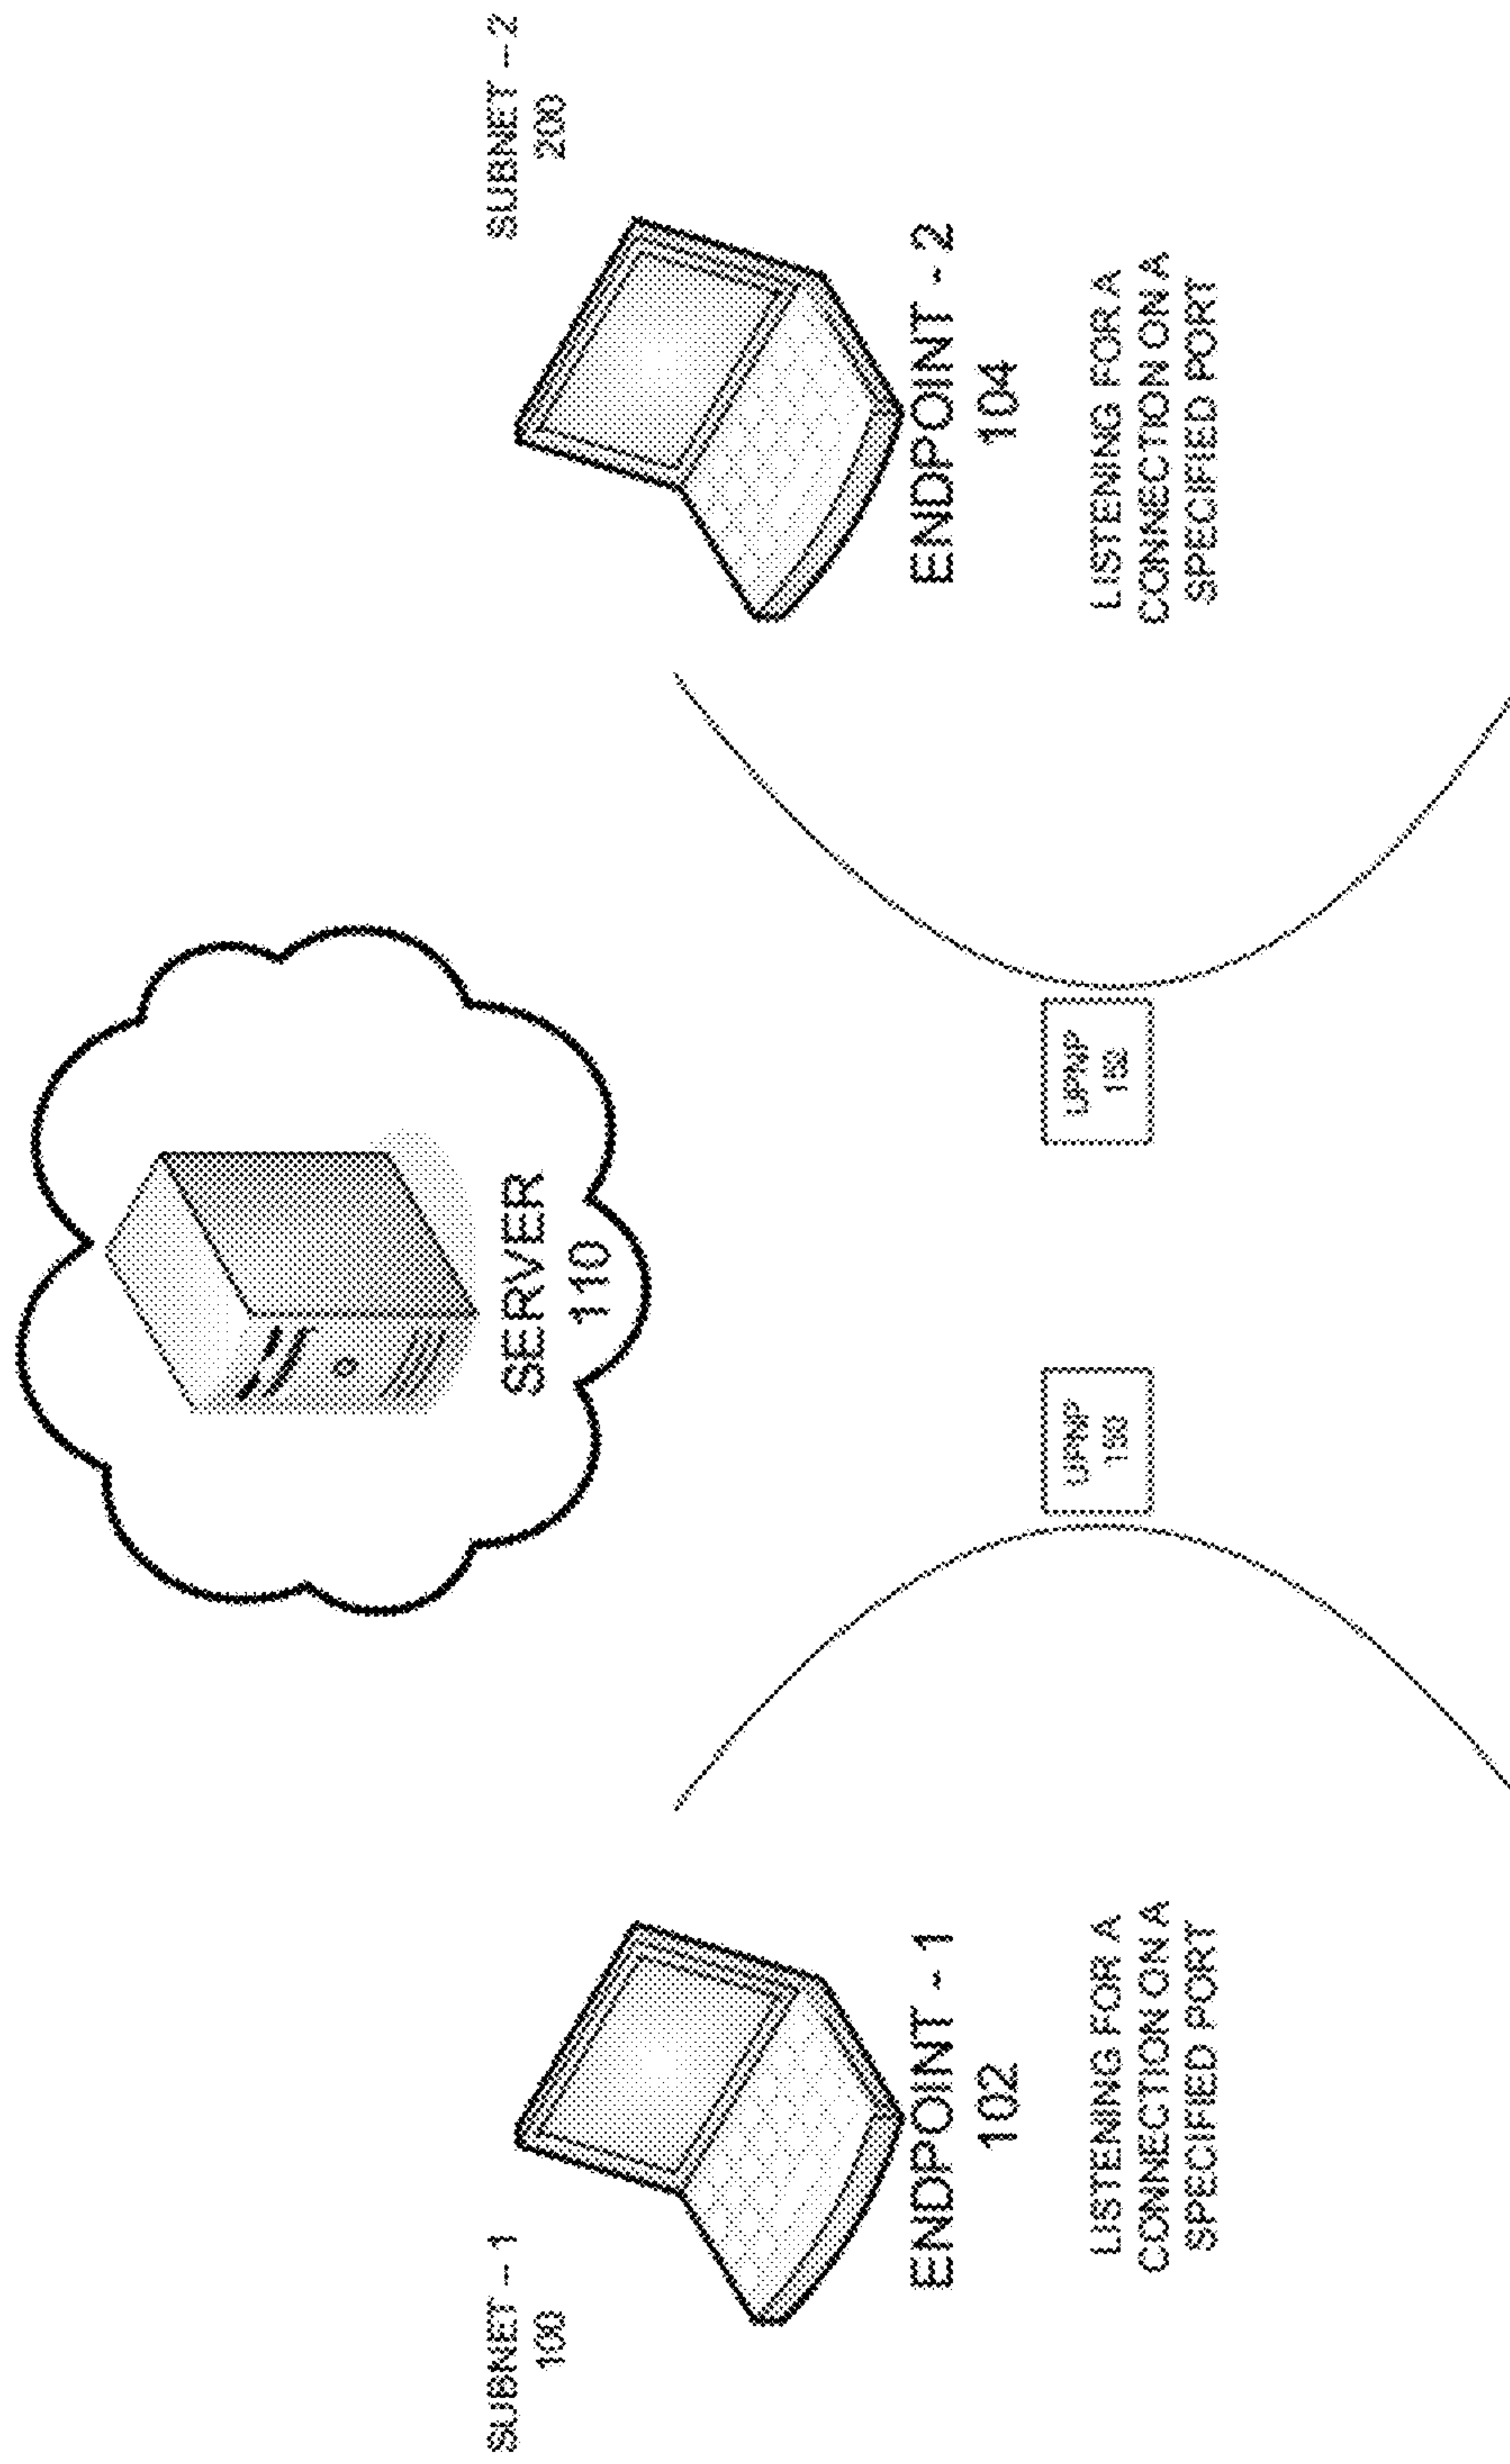 SUBNET – 1
100
SERVER
110
SUBNET – 2
200
ENDPOINT - 1
102
ENDPOINT - 2
104
UPNP
150
UPNP
152
LISTENING FOR A
CONNECTION ON A
SPECIFIED PORT
LISTENING FOR A
CONNECTION ON A
SPECIFIED PORT